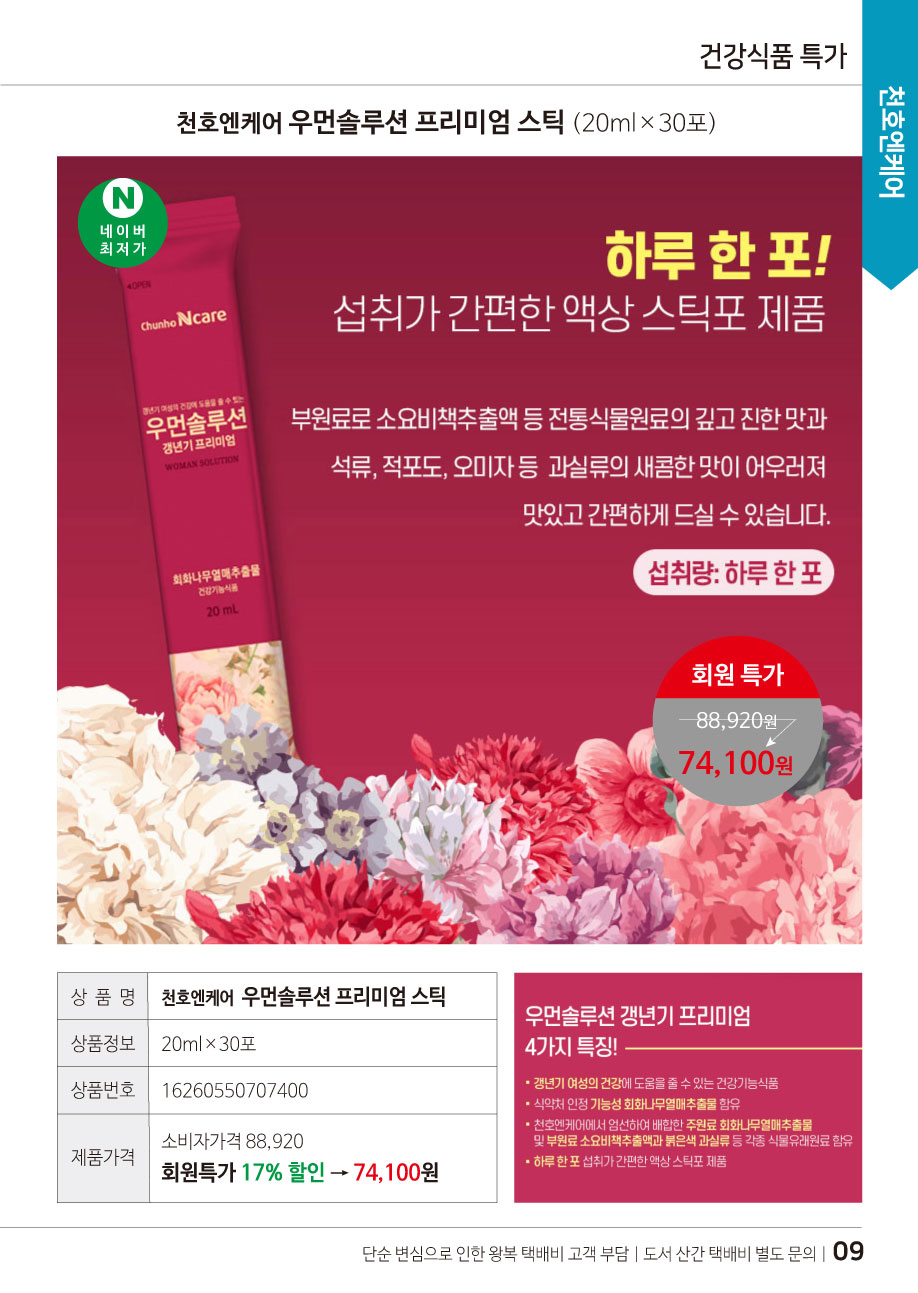 건강식품 특가
천호엔케어
천호엔케어 우먼솔루션 프리미엄 스틱 (20ml×30포)
N
네이버
최저가
◀OPEN
Chunho Ncare
갱년기 여성의 건강에 도움을 줄 수 있는
우먼솔루션
갱년기 프리미엄
WOMAN SOLUTION
회화나무열매추출물
건강기능식품
20 mL
하루 한 포!
섭취가 간편한 액상 스틱포 제품
부원료로 소요비책추출액 등 전통식물원료의 깊고 진한 맛과
석류, 적포도, 오미자 등 과실류의 새콤한 맛이 어우러져
맛있고 간편하게 드실 수 있습니다.
섭취량: 하루 한 포
회원 특가
88,920원
74,100원
상 품 명 천호엔케어 우먼솔루션 프리미엄 스틱
상품정보 20ml×30포
상품번호 16260550707400
제품가격 소비자가격 88,920
회원특가 17% 할인 → 74,100원
우먼솔루션 갱년기 프리미엄
4가지 특징!
• 갱년기 여성의 건강에 도움을 줄 수 있는 건강기능식품
• 식약처 인정 기능성 회화나무열매추출물 함유
• 천호엔케어에서 엄선하여 배합한 주원료 회화나무열매추출물
및 부원료 소요비책추출액과 붉은색 과실류 등 각종 식물유래원료 함유
• 하루 한 포 섭취가 간편한 액상 스틱포 제품
단순 변심으로 인한 왕복 택배비 고객 부담 | 도서 산간 택배비 별도 문의 | 09